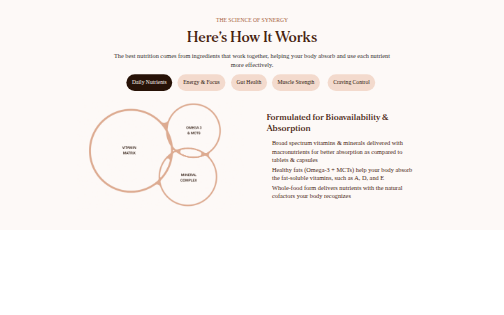 THE SCIENCE OF SYNERGY
Here's How It Works
The best nutrition comes from ingredients that work together, helping your body absorb and use each nutrient
more effectively.
Daily Nutrients
Energy & Focus
Gut Health
Muscle Strength
Craving Control
VITAMIN
MATRIX
OMEGA 3
& MCTS
MINERAL
COMPLEX
Formulated for Bioavailability &
Absorption
Broad spectrum vitamins & minerals delivered with
macronutrients for better absorption as compared to
tablets & capsules
Healthy fats (Omega-3 + MCTs) help your body absorb
the fat-soluble vitamins, such as A, D, and E
Whole-food form delivers nutrients with the natural
cofactors your body recognizes